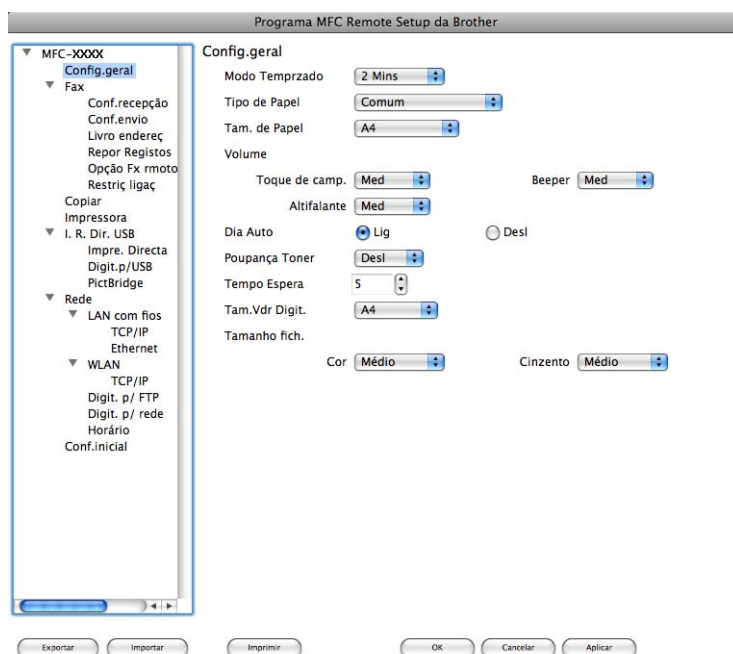 Programa MFC Remote Setup da Brother
MFC-XXXX
Config.geral
Fax
Conf.recepção
Conf.envio
Livro endereç
Repor Registos
Opção Fx rmoto
Restriç ligaç
Copiar
Impressora
I. R. Dir. USB
Impre. Directa
Digit.p/USB
PictBridge
Rede
LAN com fios
TCP/IP
Ethernet
WLAN
TCP/IP
Digit. p/ FTP
Digit. p/ rede
Horário
Conf.inicial
Config.geral
Modo Temprzado 2 Mins
Tipo de Papel Comum
Tam. de Papel A4
Volume
Toque de camp. Med Beeper Med
Altifalante Med
Dia Auto Lig Desl
Poupança Toner Desl
Tempo Espera 5
Tam.Vdr Digit. A4
Tamanho fich.
Cor Médio Cinzento Médio
Exportar Importar Imprimir OK Cancelar Aplicar